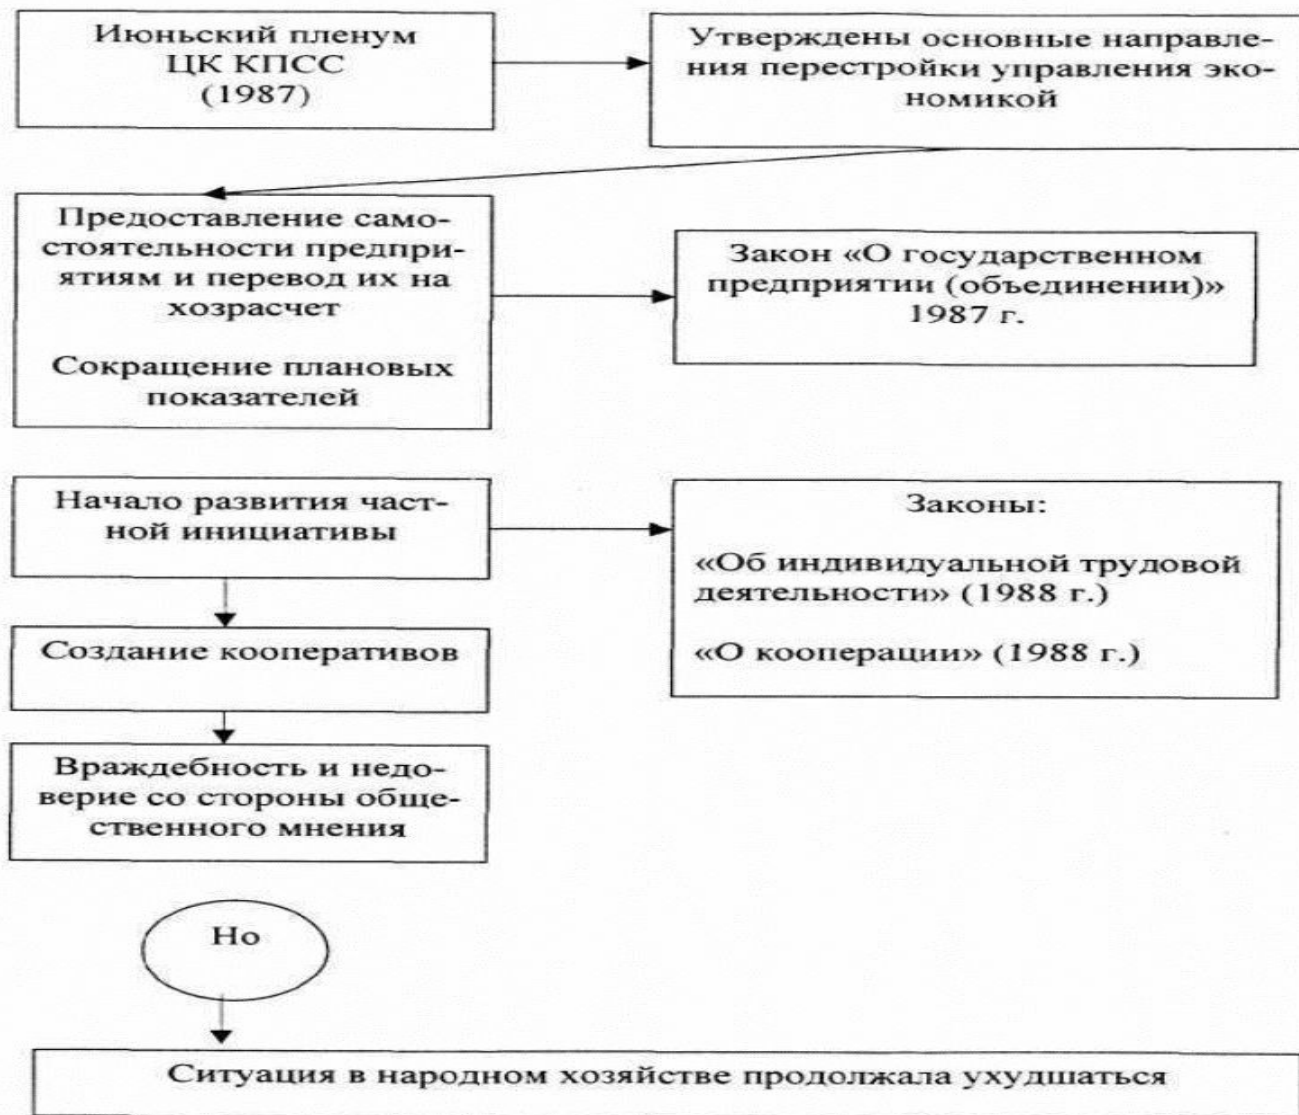 Июньский пленум
ЦК КПСС
(1987)
Утверждены основные направле-
ния перестройки управления эко-
номикой
Предоставление само-
стоятельности предпри-
ятиям и перевод их на
хозрасчет
Сокращение плановых
показателей
Закон «О государственном
предприятии (объединении)»
1987 г.
Начало развития част-
ной инициативы
Законы:
«Об индивидуальной трудовой
деятельности» (1988 г.)
«О кооперации» (1988 г.)
Создание кооперативов
Враждебность и недо-
верие со стороны обще-
ственного мнения
Но
Ситуация в народном хозяйстве продолжала ухудшаться